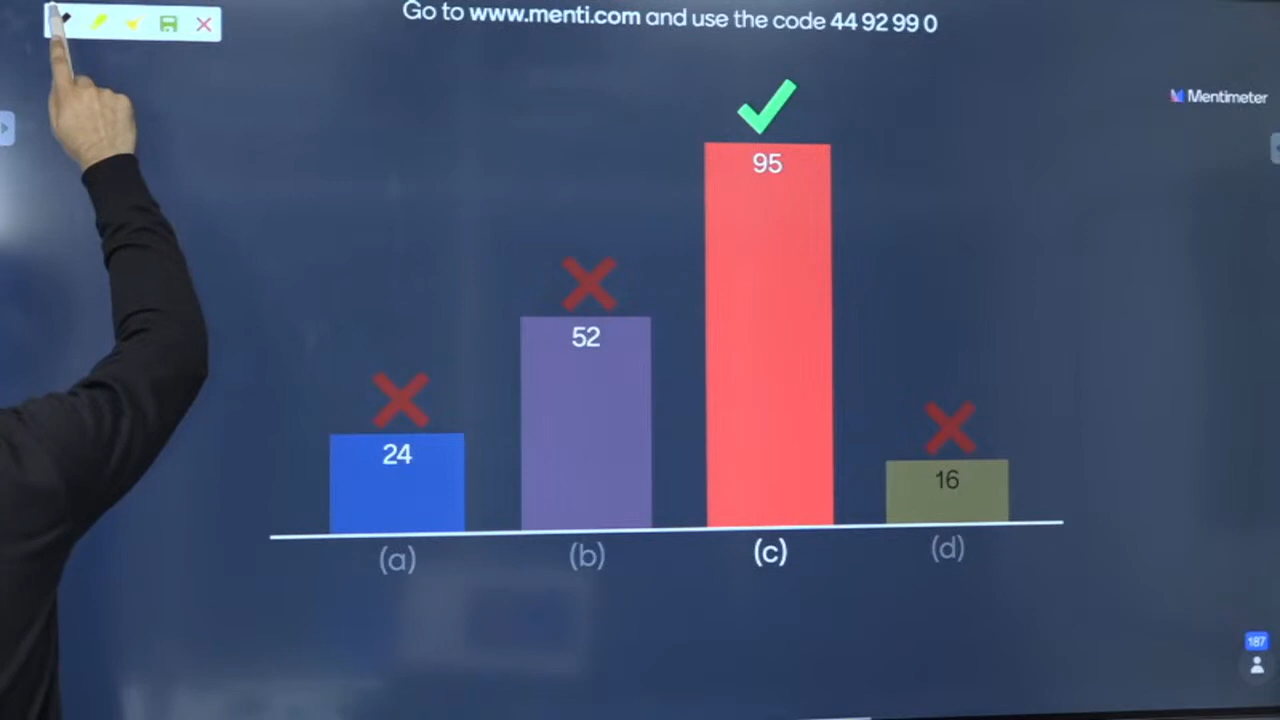 Go to www.menti.com and use the code 44 92 99 0
Mentimeter
95
52
24
16
(a)
(b)
(c)
(d)
187